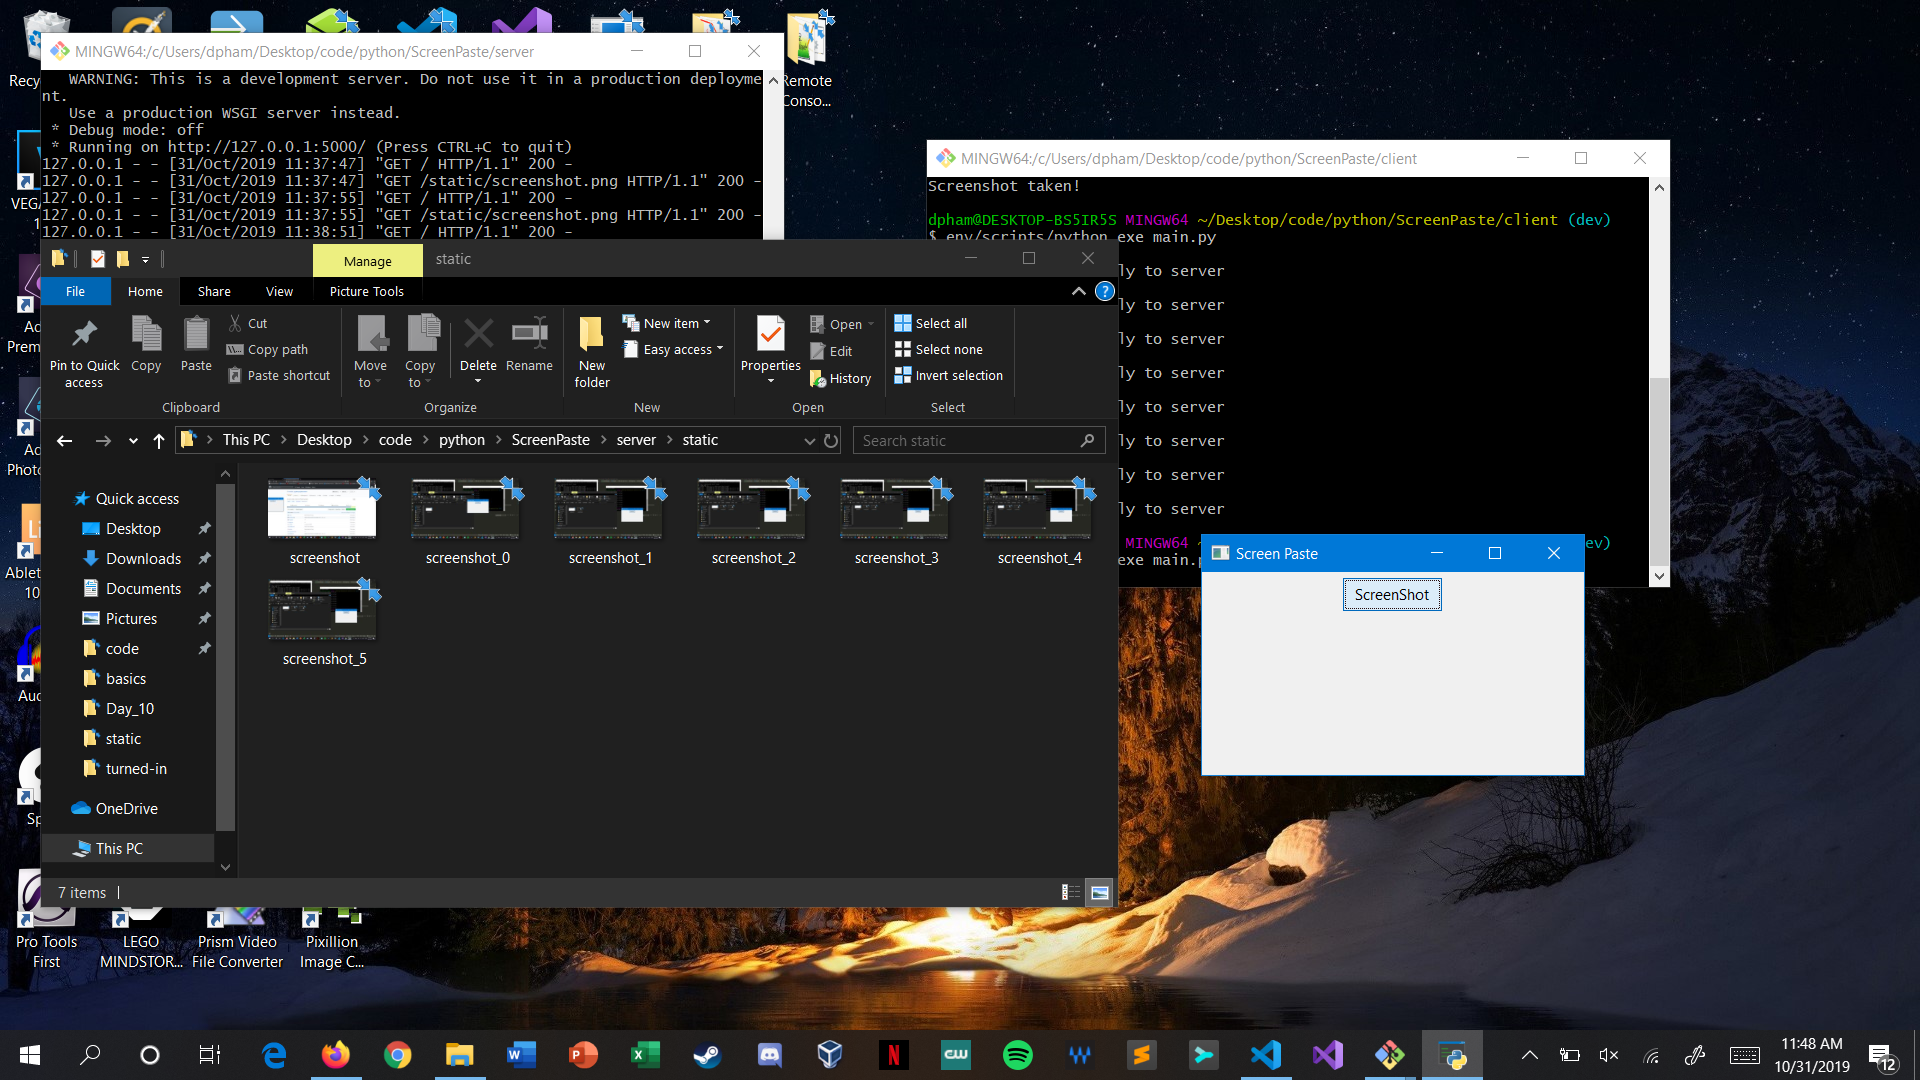 MINGW64:/c/Users/dpham/Desktop/code/python/ScreenPaste/server
WARNING: This is a development server. Do not use it in a production deployme
nt.
Use a production WSGI server instead.
* Debug mode: off
* Running on http://127.0.0.1:5000/ (Press CTRL+C to quit)
127.0.0.1 - - [31/Oct/2019 11:37:47] "GET / HTTP/1.1" 200 -
127.0.0.1 - - [31/Oct/2019 11:37:47] "GET /static/screenshot.png HTTP/1.1" 200 -
127.0.0.1 - - [31/Oct/2019 11:37:55] "GET / HTTP/1.1" 200 -
127.0.0.1 - - [31/Oct/2019 11:37:55] "GET /static/screenshot.png HTTP/1.1" 200 -
127.0.0.1 - - [31/Oct/2019 11:38:51] "GET / HTTP/1.1" 200 -
Remote
Conso...
MINGW64:/c/Users/dpham/Desktop/code/python/ScreenPaste/client
Screenshot taken!
dpham@DESKTOP-BS5IR5S MINGW64 ~/Desktop/code/python/ScreenPaste/client (dev)
$ env/scripts/python.exe main.py
ly to server
ly to server
ly to server
ly to server
ly to server
ly to server
ly to server
ly to server
MINGW64 ~
ev)
exe main.p
Manage
static
File
Home
Share
View
Picture Tools
Pin to Quick
access
Copy
Paste
Cut
Copy path
Paste shortcut
Clipboard
Move
to
Copy
to
Delete
Rename
Organize
New
folder
New item
Easy access
New
Properties
Open
Edit
History
Open
Select all
Select none
Invert selection
Select
This PC
Desktop
code
python
ScreenPaste
server
static
Search static
Quick access
Desktop
Downloads
Documents
Pictures
code
basics
Day_10
static
turned-in
OneDrive
This PC
screenshot
screenshot_0
screenshot_1
screenshot_2
screenshot_3
screenshot_4
screenshot_5
7 items
Screen Paste
ScreenShot
Recy
VEG
1
Ad
Prem
Ad
Photo
Ablet
10
Aud
Sp
Pro Tools
First
LEGO
MINDSTOR...
Prism Video
File Converter
Pixillion
Image C...
11:48 AM
10/31/2019
12